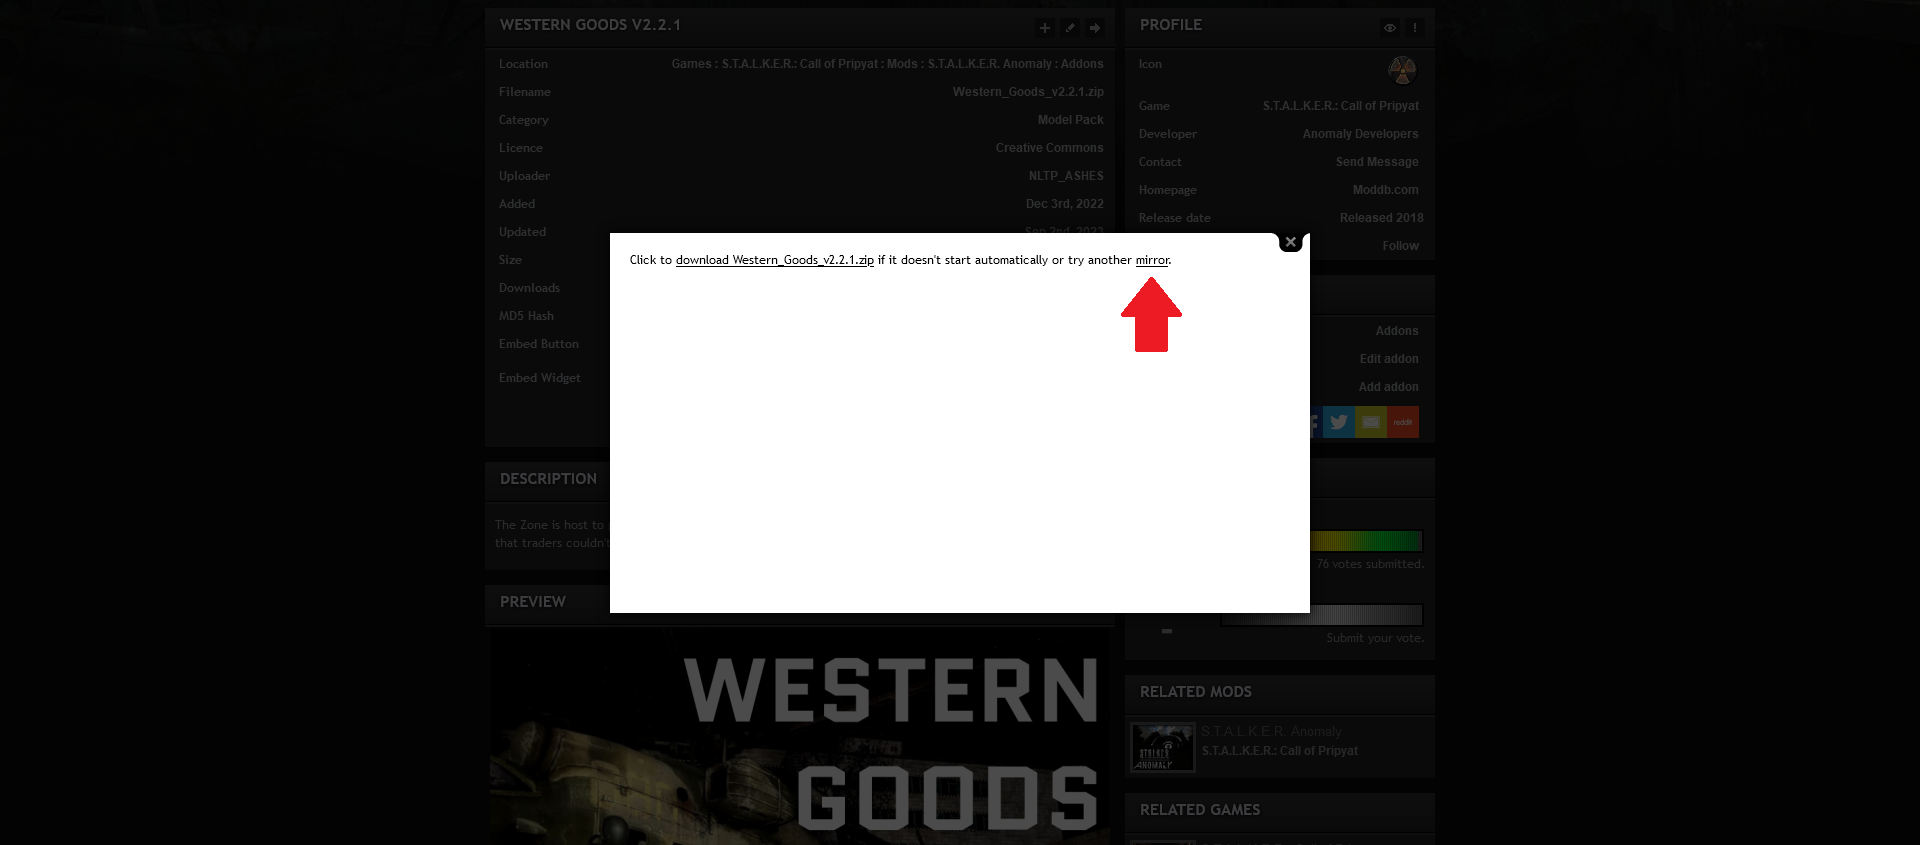 WESTERN GOODS V2.2.1
Location Games : S.T.A.L.K.E.R.: Call of Pripyat : Mods : S.T.A.L.K.E.R. Anomaly : Addons
Filename Western_Goods_v2.2.1.zip
Category Model Pack
Licence Creative Commons
Uploader NLTP_ASHES
Added Dec 3rd, 2022
Updated Sep 2nd, 2023
Size
Downloads
MD5 Hash
Embed Button
Embed Widget
Click to download Western_Goods_v2.2.1.zip if it doesn't start automatically or try another mirror.
DESCRIPTION
The Zone is host to
that traders couldn't
PREVIEW
WESTERN
GOODS
PROFILE
Icon
Game S.T.A.L.K.E.R.: Call of Pripyat
Developer Anomaly Developers
Contact Send Message
Homepage Moddb.com
Release date Released 2018
Follow
Addons
Edit addon
Add addon
reddit
76 votes submitted.
Submit your vote.
RELATED MODS
S.T.A.L.K.E.R. Anomaly
S.T.A.L.K.E.R.: Call of Pripyat
STALKER
ANOMALY
RELATED GAMES